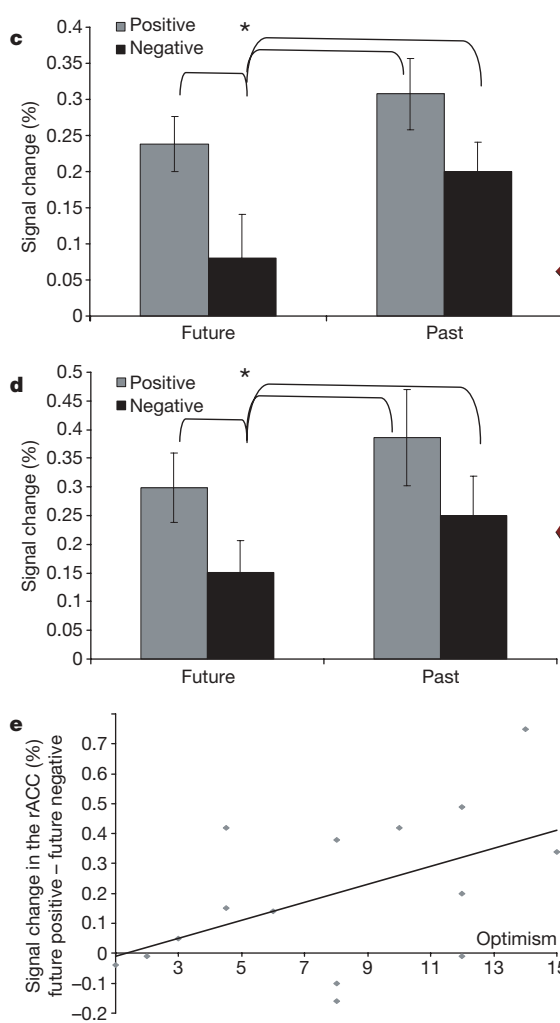 c
Signal change (%)
0.4
0.35
0.3
0.25
0.2
0.15
0.1
0.05
0
Positive
Negative
*
Future Past
d
Signal change (%)
0.5
0.45
0.4
0.35
0.3
0.25
0.2
0.15
0.1
0.05
0
Positive
Negative
*
Future Past
e
Signal change in the rACC (%)
future positive – future negative
0.7
0.6
0.5
0.4
0.3
0.2
0.1
0
–0.1
–0.2
Optimism
3 5 7 9 11 13 15